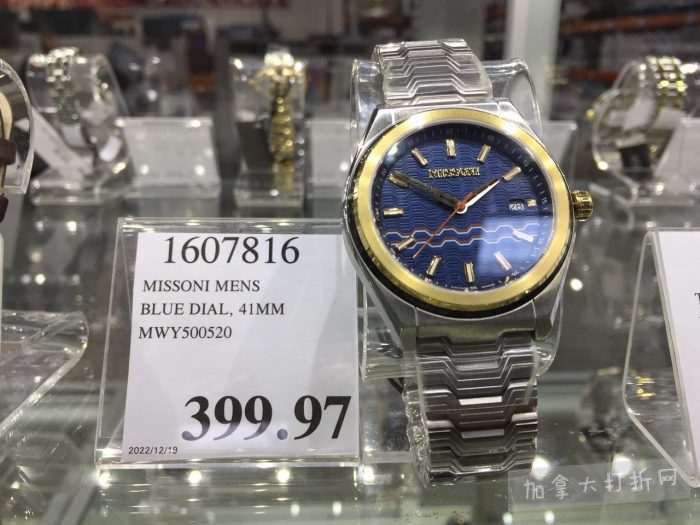 1607816
MISSONI MENS
BLUE DIAL, 41MM
MWY500520
399.97
2022/12/19
MISSONI
加拿大打折网